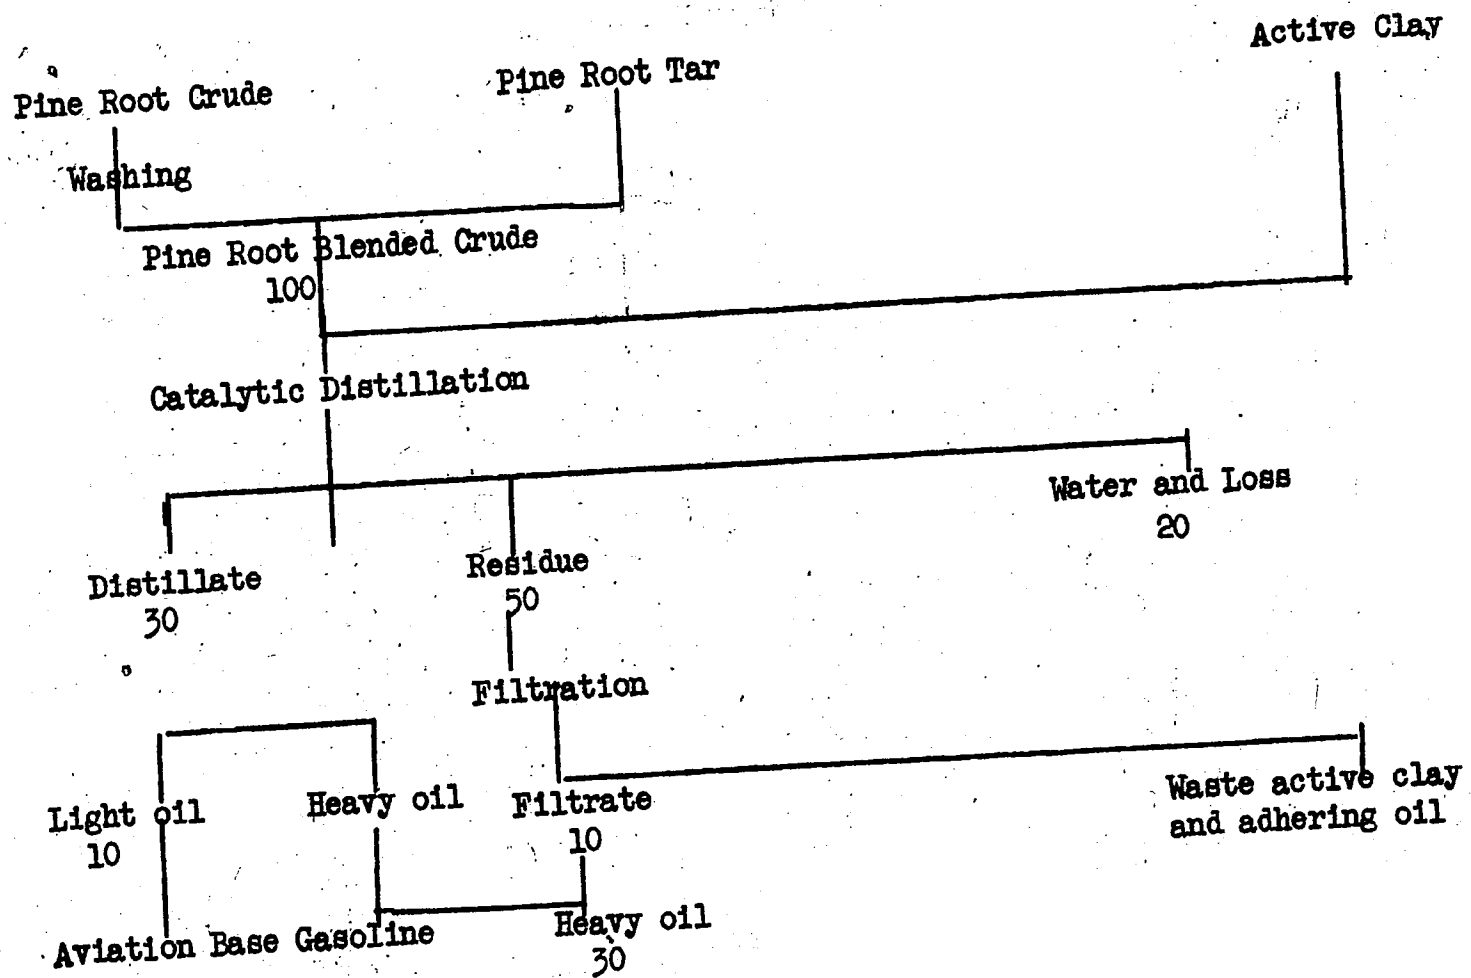 Active Clay
Pine Root Tar
Pine Root Crude
Washing
Pine Root Blended Crude
100
Catalytic Distillation
Water and Loss
20
Distillate
30
Residue
50
Filtration
Light oil
10
Heavy oil
Filtrate
10
Waste active clay
and adhering oil
Aviation Base Gasoline
Heavy oil
30